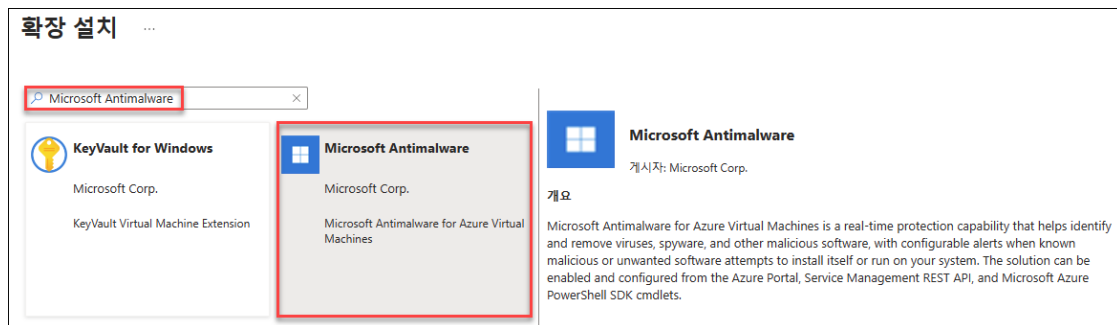 확장 설치 ...
Microsoft Antimalware
KeyVault for Windows
Microsoft Corp.
KeyVault Virtual Machine Extension
Microsoft Antimalware
Microsoft Corp.
Microsoft Antimalware for Azure Virtual
Machines
Microsoft Antimalware
게시자: Microsoft Corp.
개요
Microsoft Antimalware for Azure Virtual Machines is a real-time protection capability that helps identify
and remove viruses, spyware, and other malicious software, with configurable alerts when known
malicious or unwanted software attempts to install itself or run on your system. The solution can be
enabled and configured from the Azure Portal, Service Management REST API, and Microsoft Azure
PowerShell SDK cmdlets.